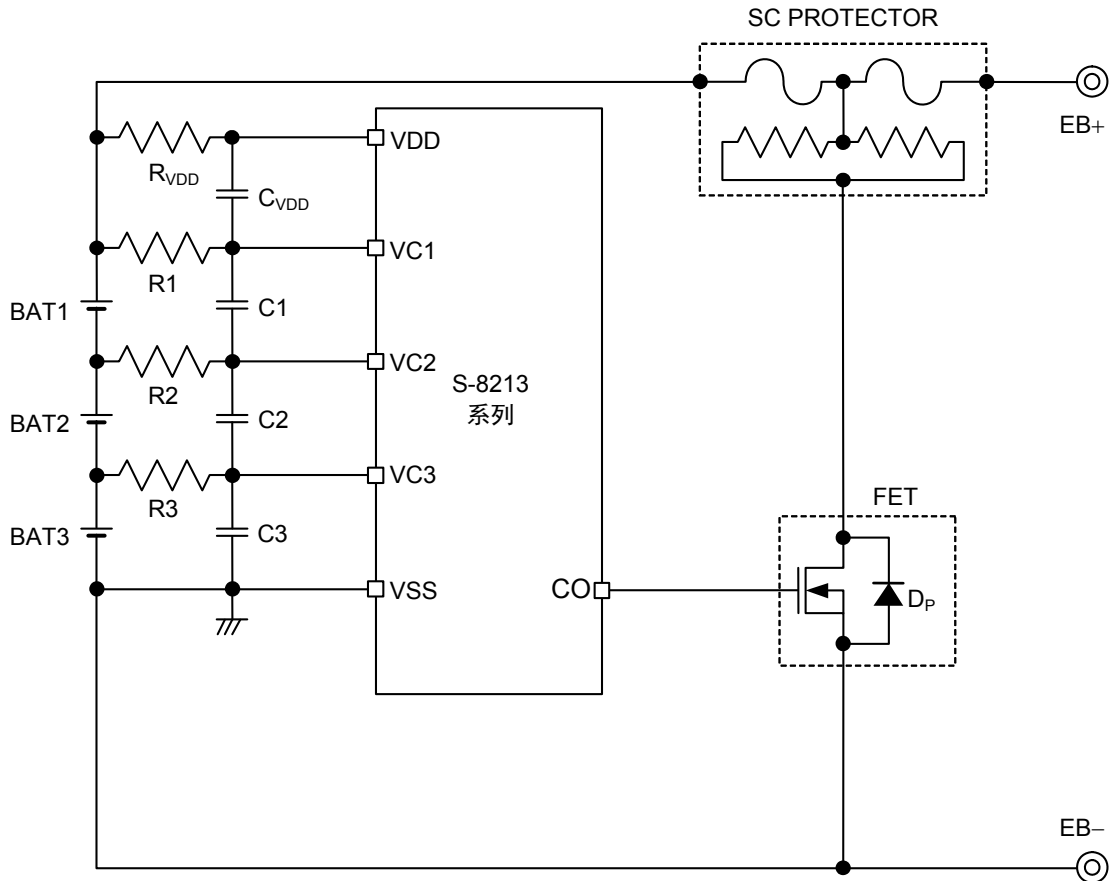 SC PROTECTOR
EB+
VDD
RVDD
CVDD
VC1
R1
BAT1
C1
VC2
R2
S-8213
系列
BAT2
C2
VC3
R3
FET
BAT3
C3
VSS
CO
DP
EB−